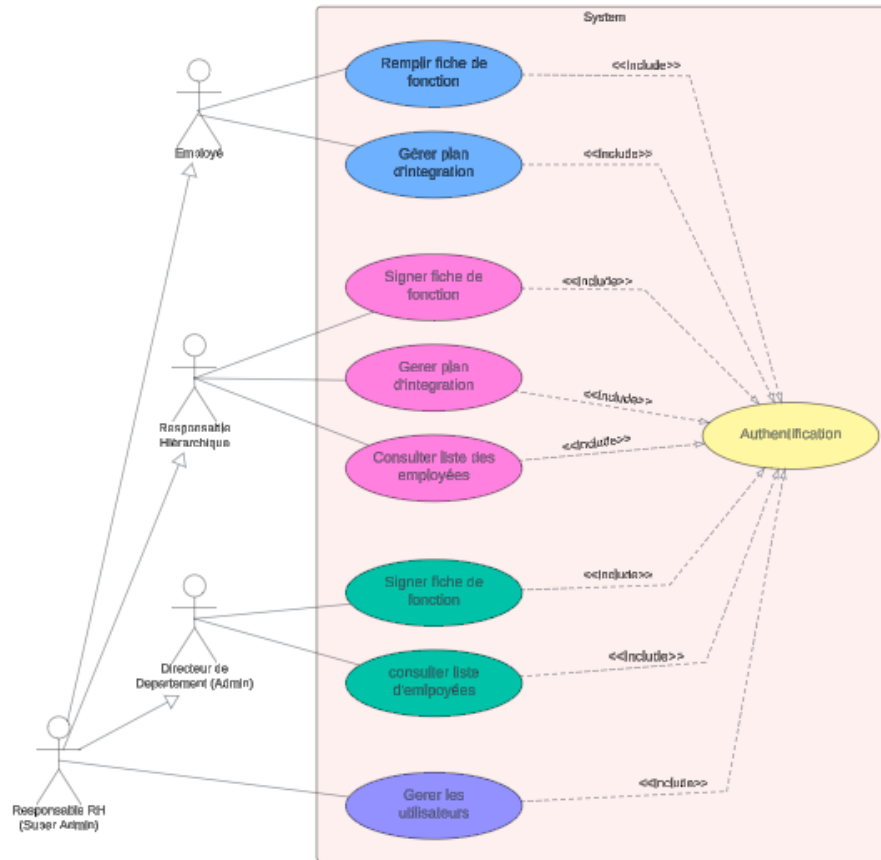 System
Remplir fiche de
fonction
<<Include>>
Employé
Gérer plan
d'integration
<<Include>>
Signer fiche de
fonction
<<Include>>
Responsable
Hiérarchique
Gerer plan
d'integration
<<Include>>
Authentification
Consulter liste des
employées
<<Include>>
Signer fiche de
fonction
<<Include>>
Directeur de
Departement (Admin)
consulter liste
d'emlpoyées
<<Include>>
Responsable RH
(Super Admin)
Gerer les
utilisateurs
<<Include>>